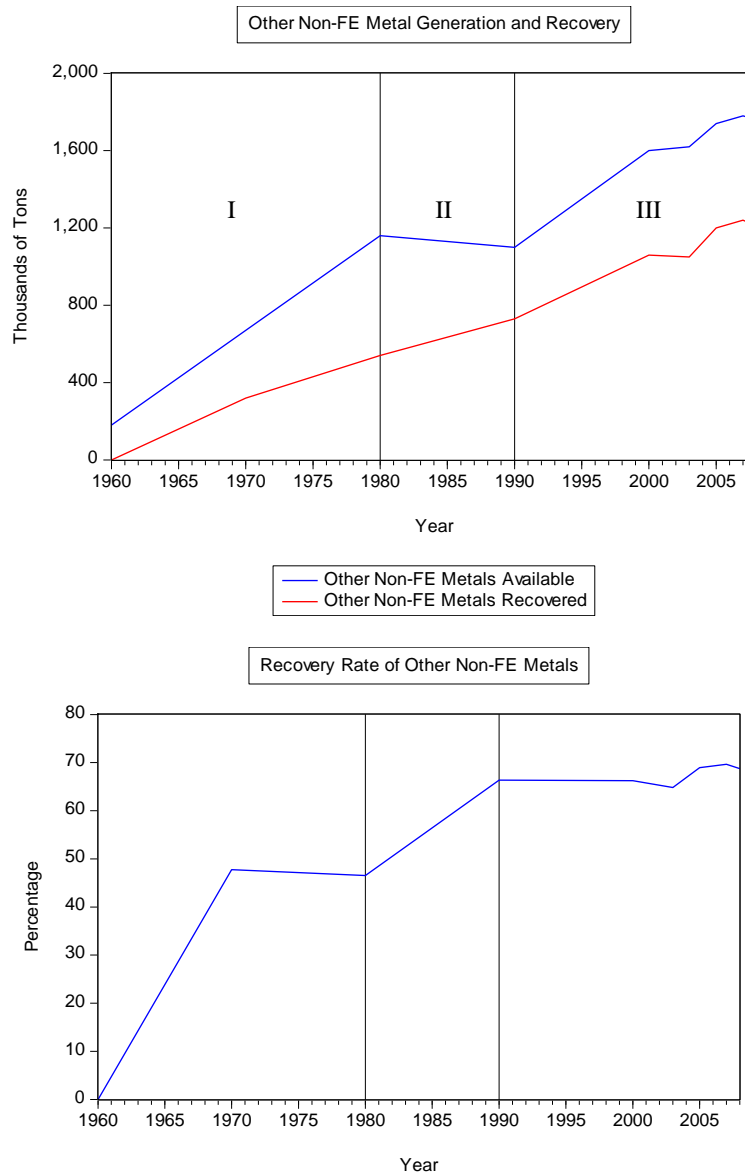 Other Non-FE Metal Generation and Recovery
2,000
1,600
1,200
800
400
0
Thousands of Tons
I
II
III
1960 1965 1970 1975 1980 1985 1990 1995 2000 2005
Year
Other Non-FE Metals Available
Other Non-FE Metals Recovered
Recovery Rate of Other Non-FE Metals
80
70
60
50
40
30
20
10
0
Percentage
1960 1965 1970 1975 1980 1985 1990 1995 2000 2005
Year